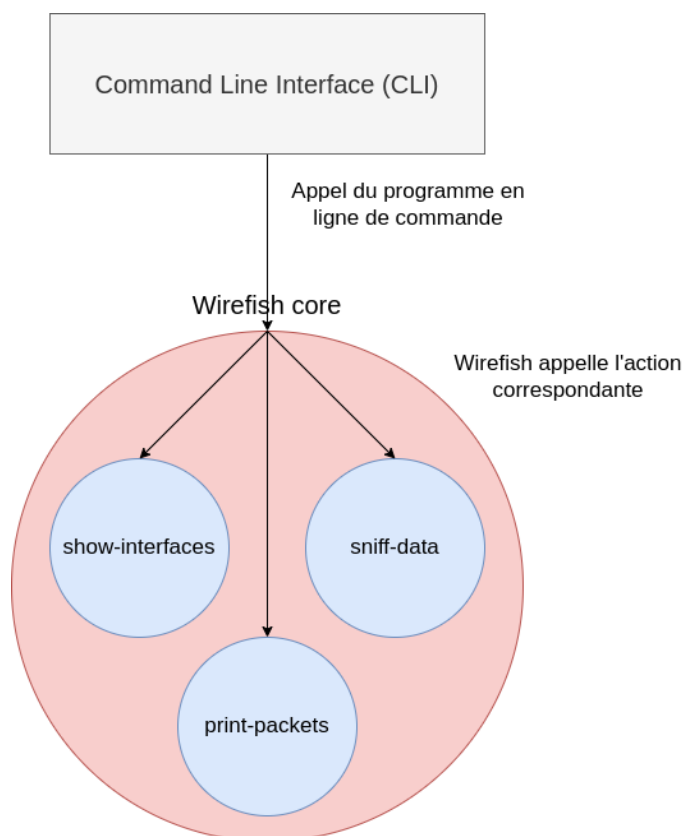 Command Line Interface (CLI)
Appel du programme en
ligne de commande
Wirefish core
Wirefish appelle l'action
correspondante
show-interfaces
sniff-data
print-packets